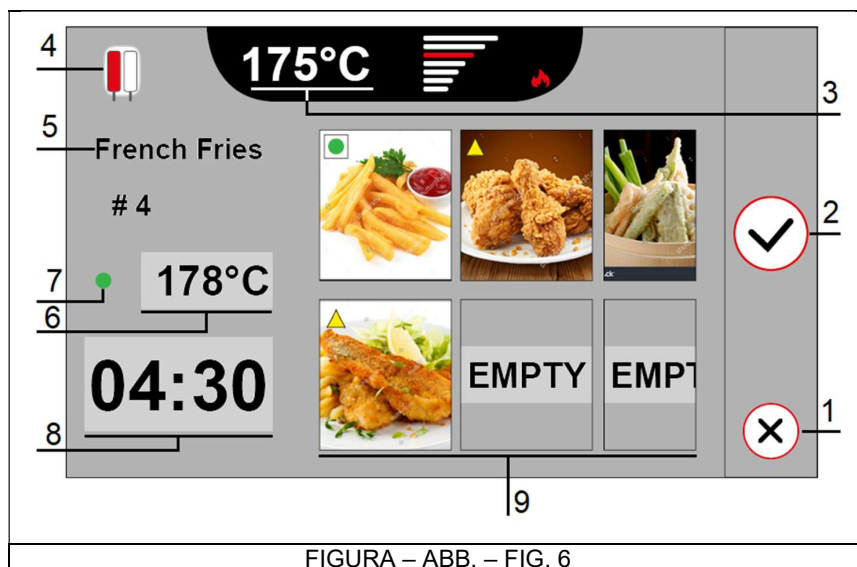 4
175°C
3
5
French Fries
# 4
2
7
178°C
6
04:30
EMPTY
EMPT
1
8
9
FIGURA – ABB. – FIG. 6